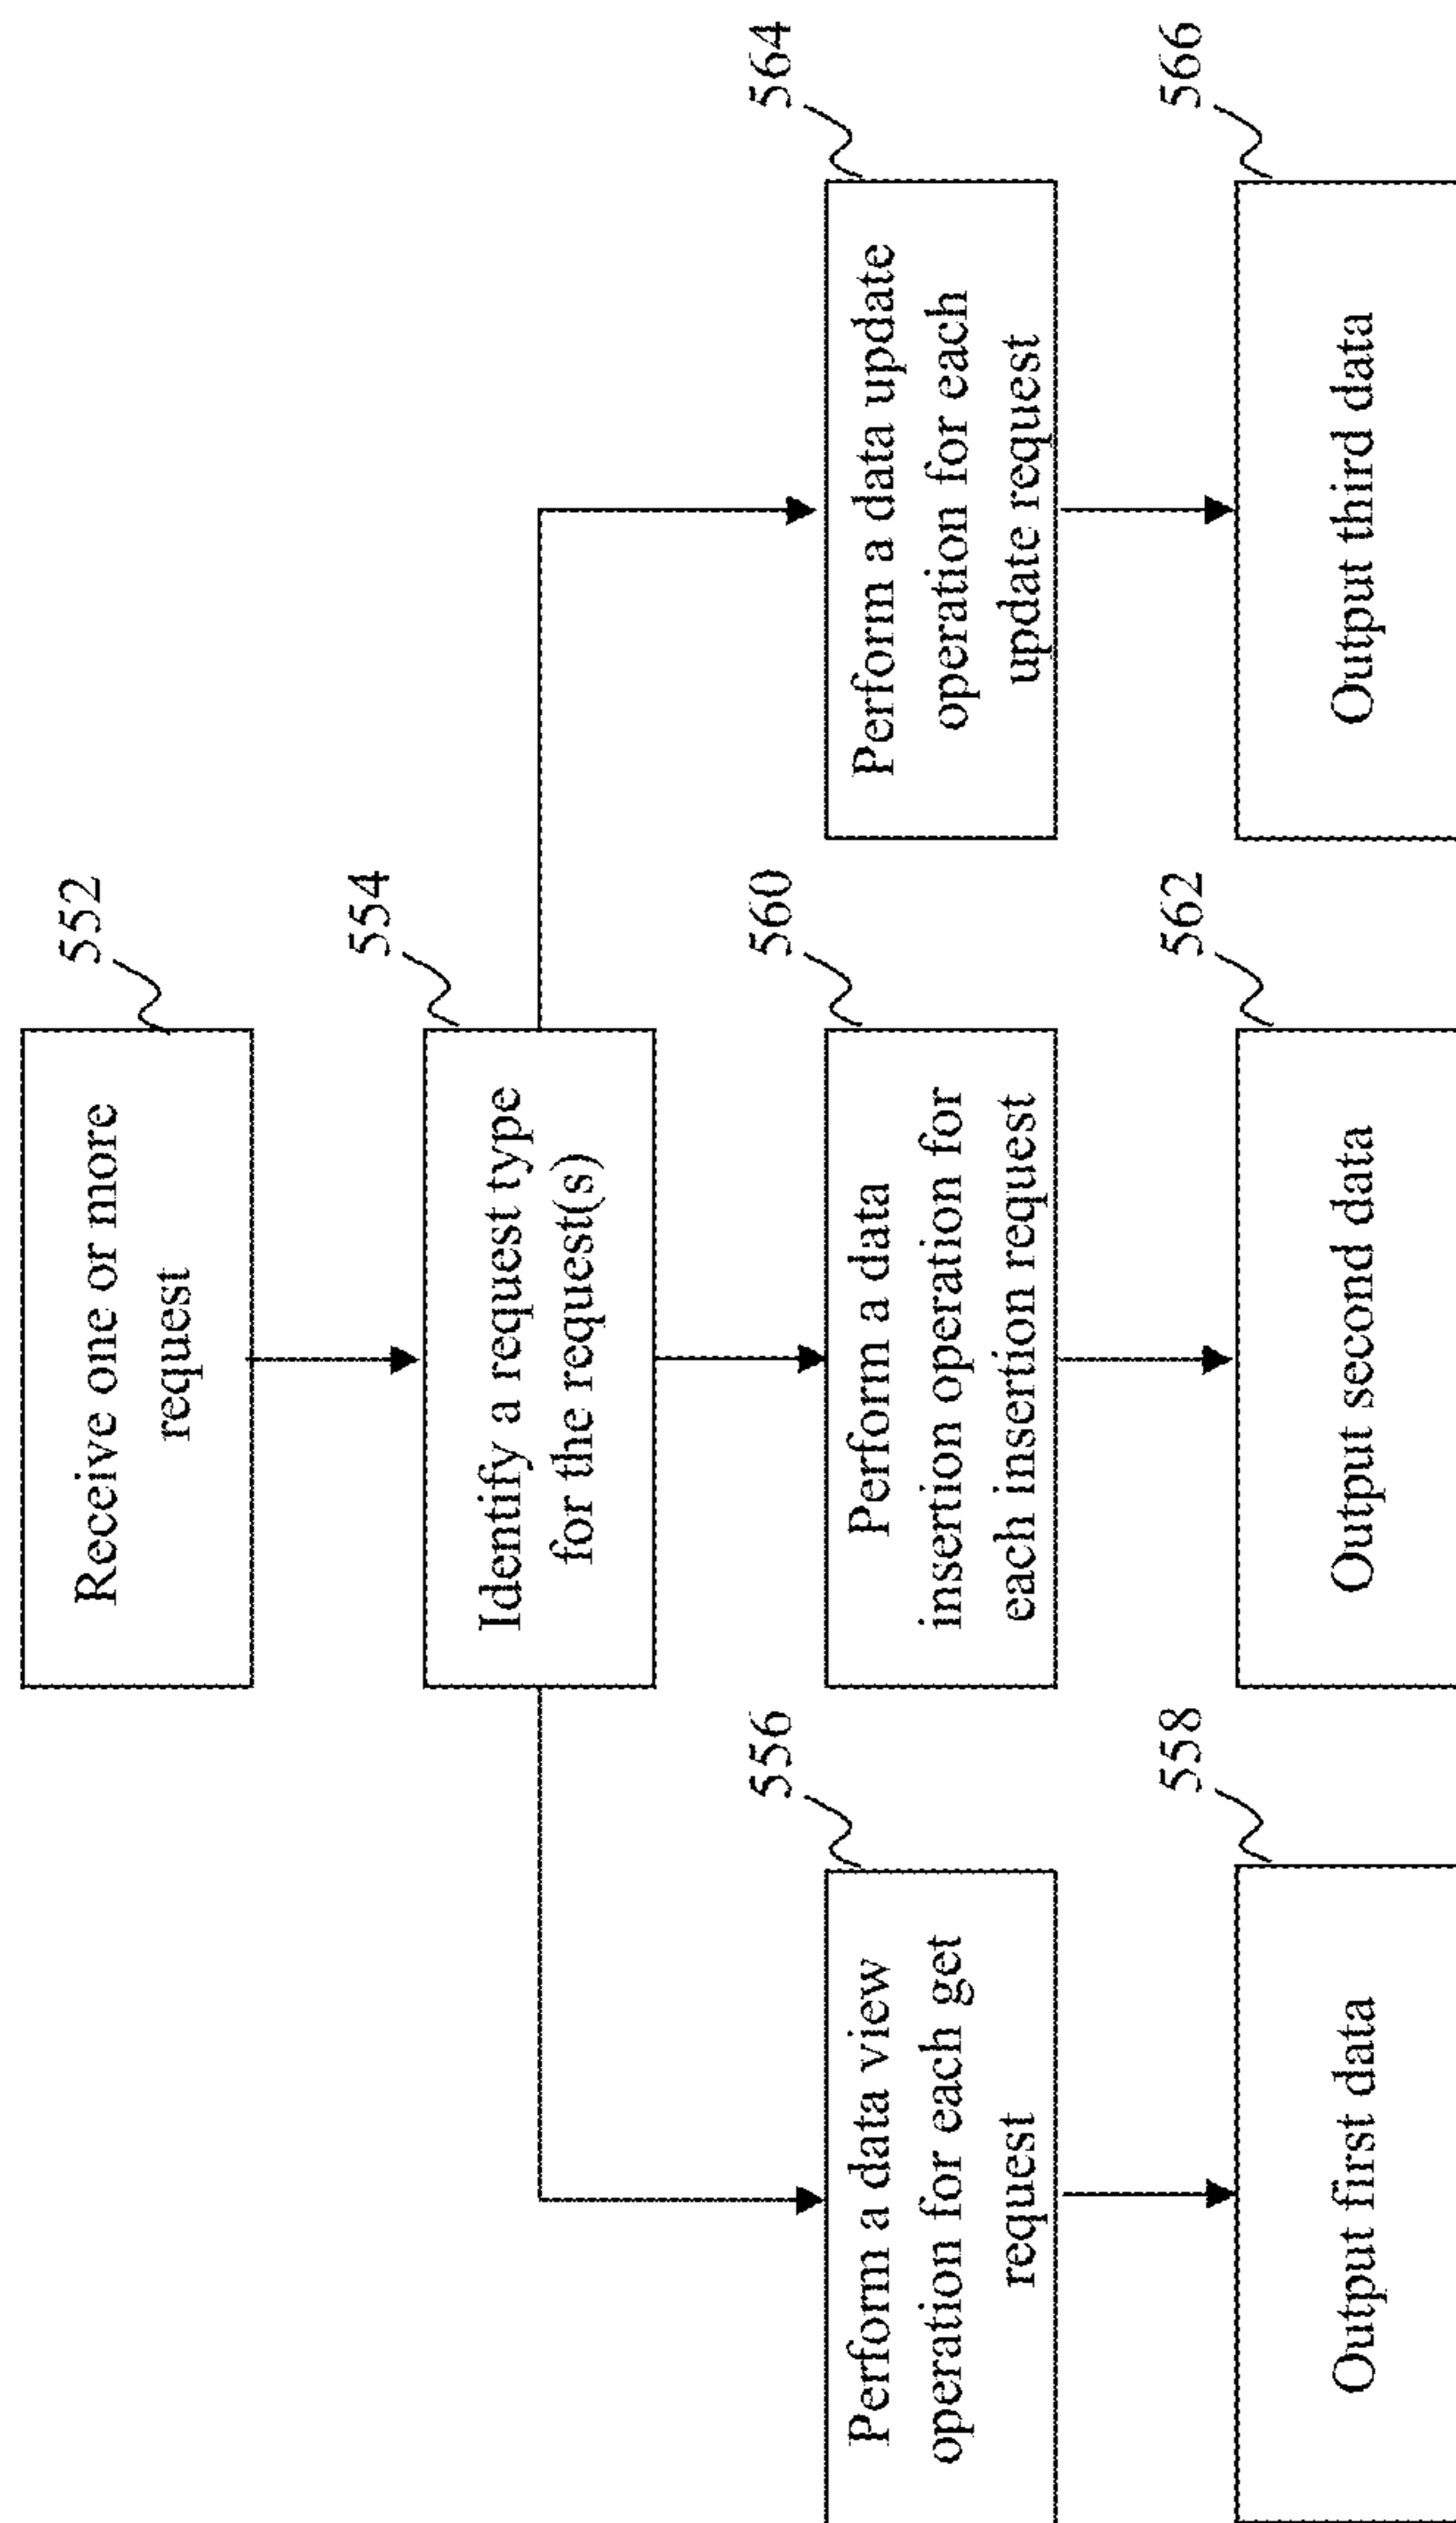 552
Receive one or more
request
554
Identify a request type
for the request(s)
556
Perform a data view
operation for each get
request
560
Perform a data
insertion operation for
each insertion request
564
Perform a data update
operation for each
update request
558
Output first data
562
Output second data
566
Output third data